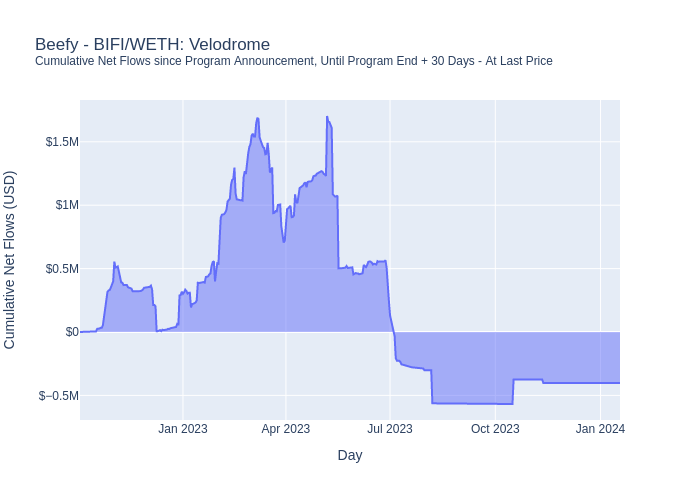 Beefy - BIFI/WETH: Velodrome
Cumulative Net Flows since Program Announcement, Until Program End + 30 Days - At Last Price
Cumulative Net Flows (USD)
$1.5M
$1M
$0.5M
$0
$−0.5M
Jan 2023
Apr 2023
Jul 2023
Oct 2023
Jan 2024
Day